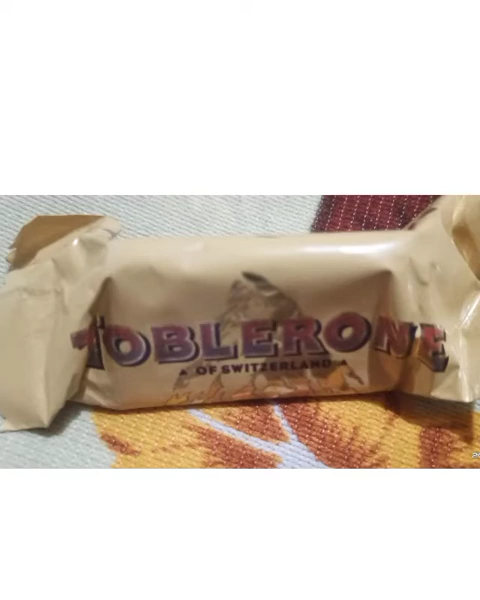 TOBLERONE
▲ OF SWITZERLAND ▲